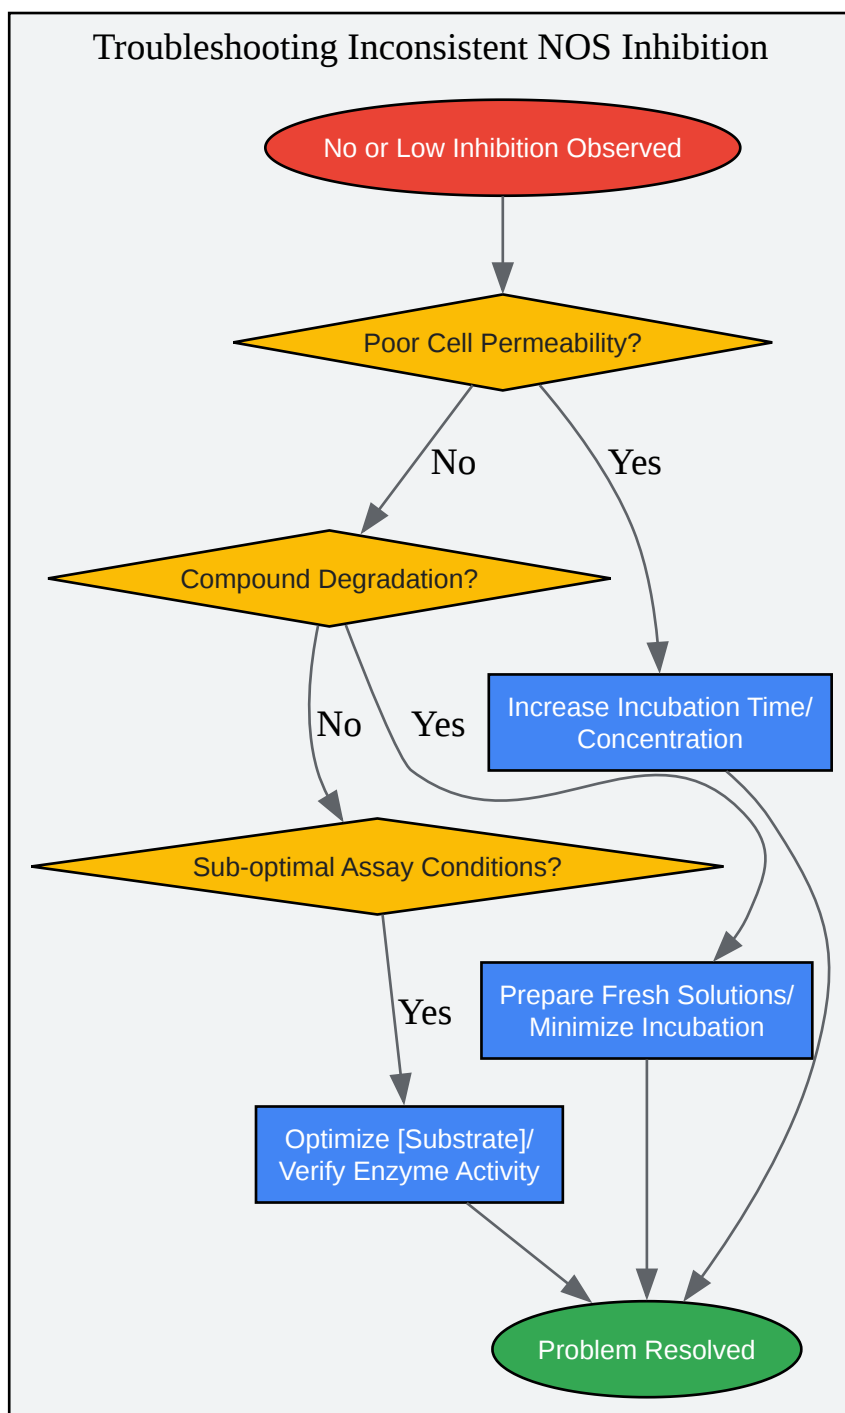 Troubleshooting Inconsistent NOS Inhibition
No or Low Inhibition Observed
Poor Cell Permeability?
No
Yes
Compound Degradation?
Increase Incubation Time/
Concentration
No
Yes
Sub-optimal Assay Conditions?
Prepare Fresh Solutions/
Minimize Incubation
Yes
Optimize [Substrate]/
Verify Enzyme Activity
Problem Resolved